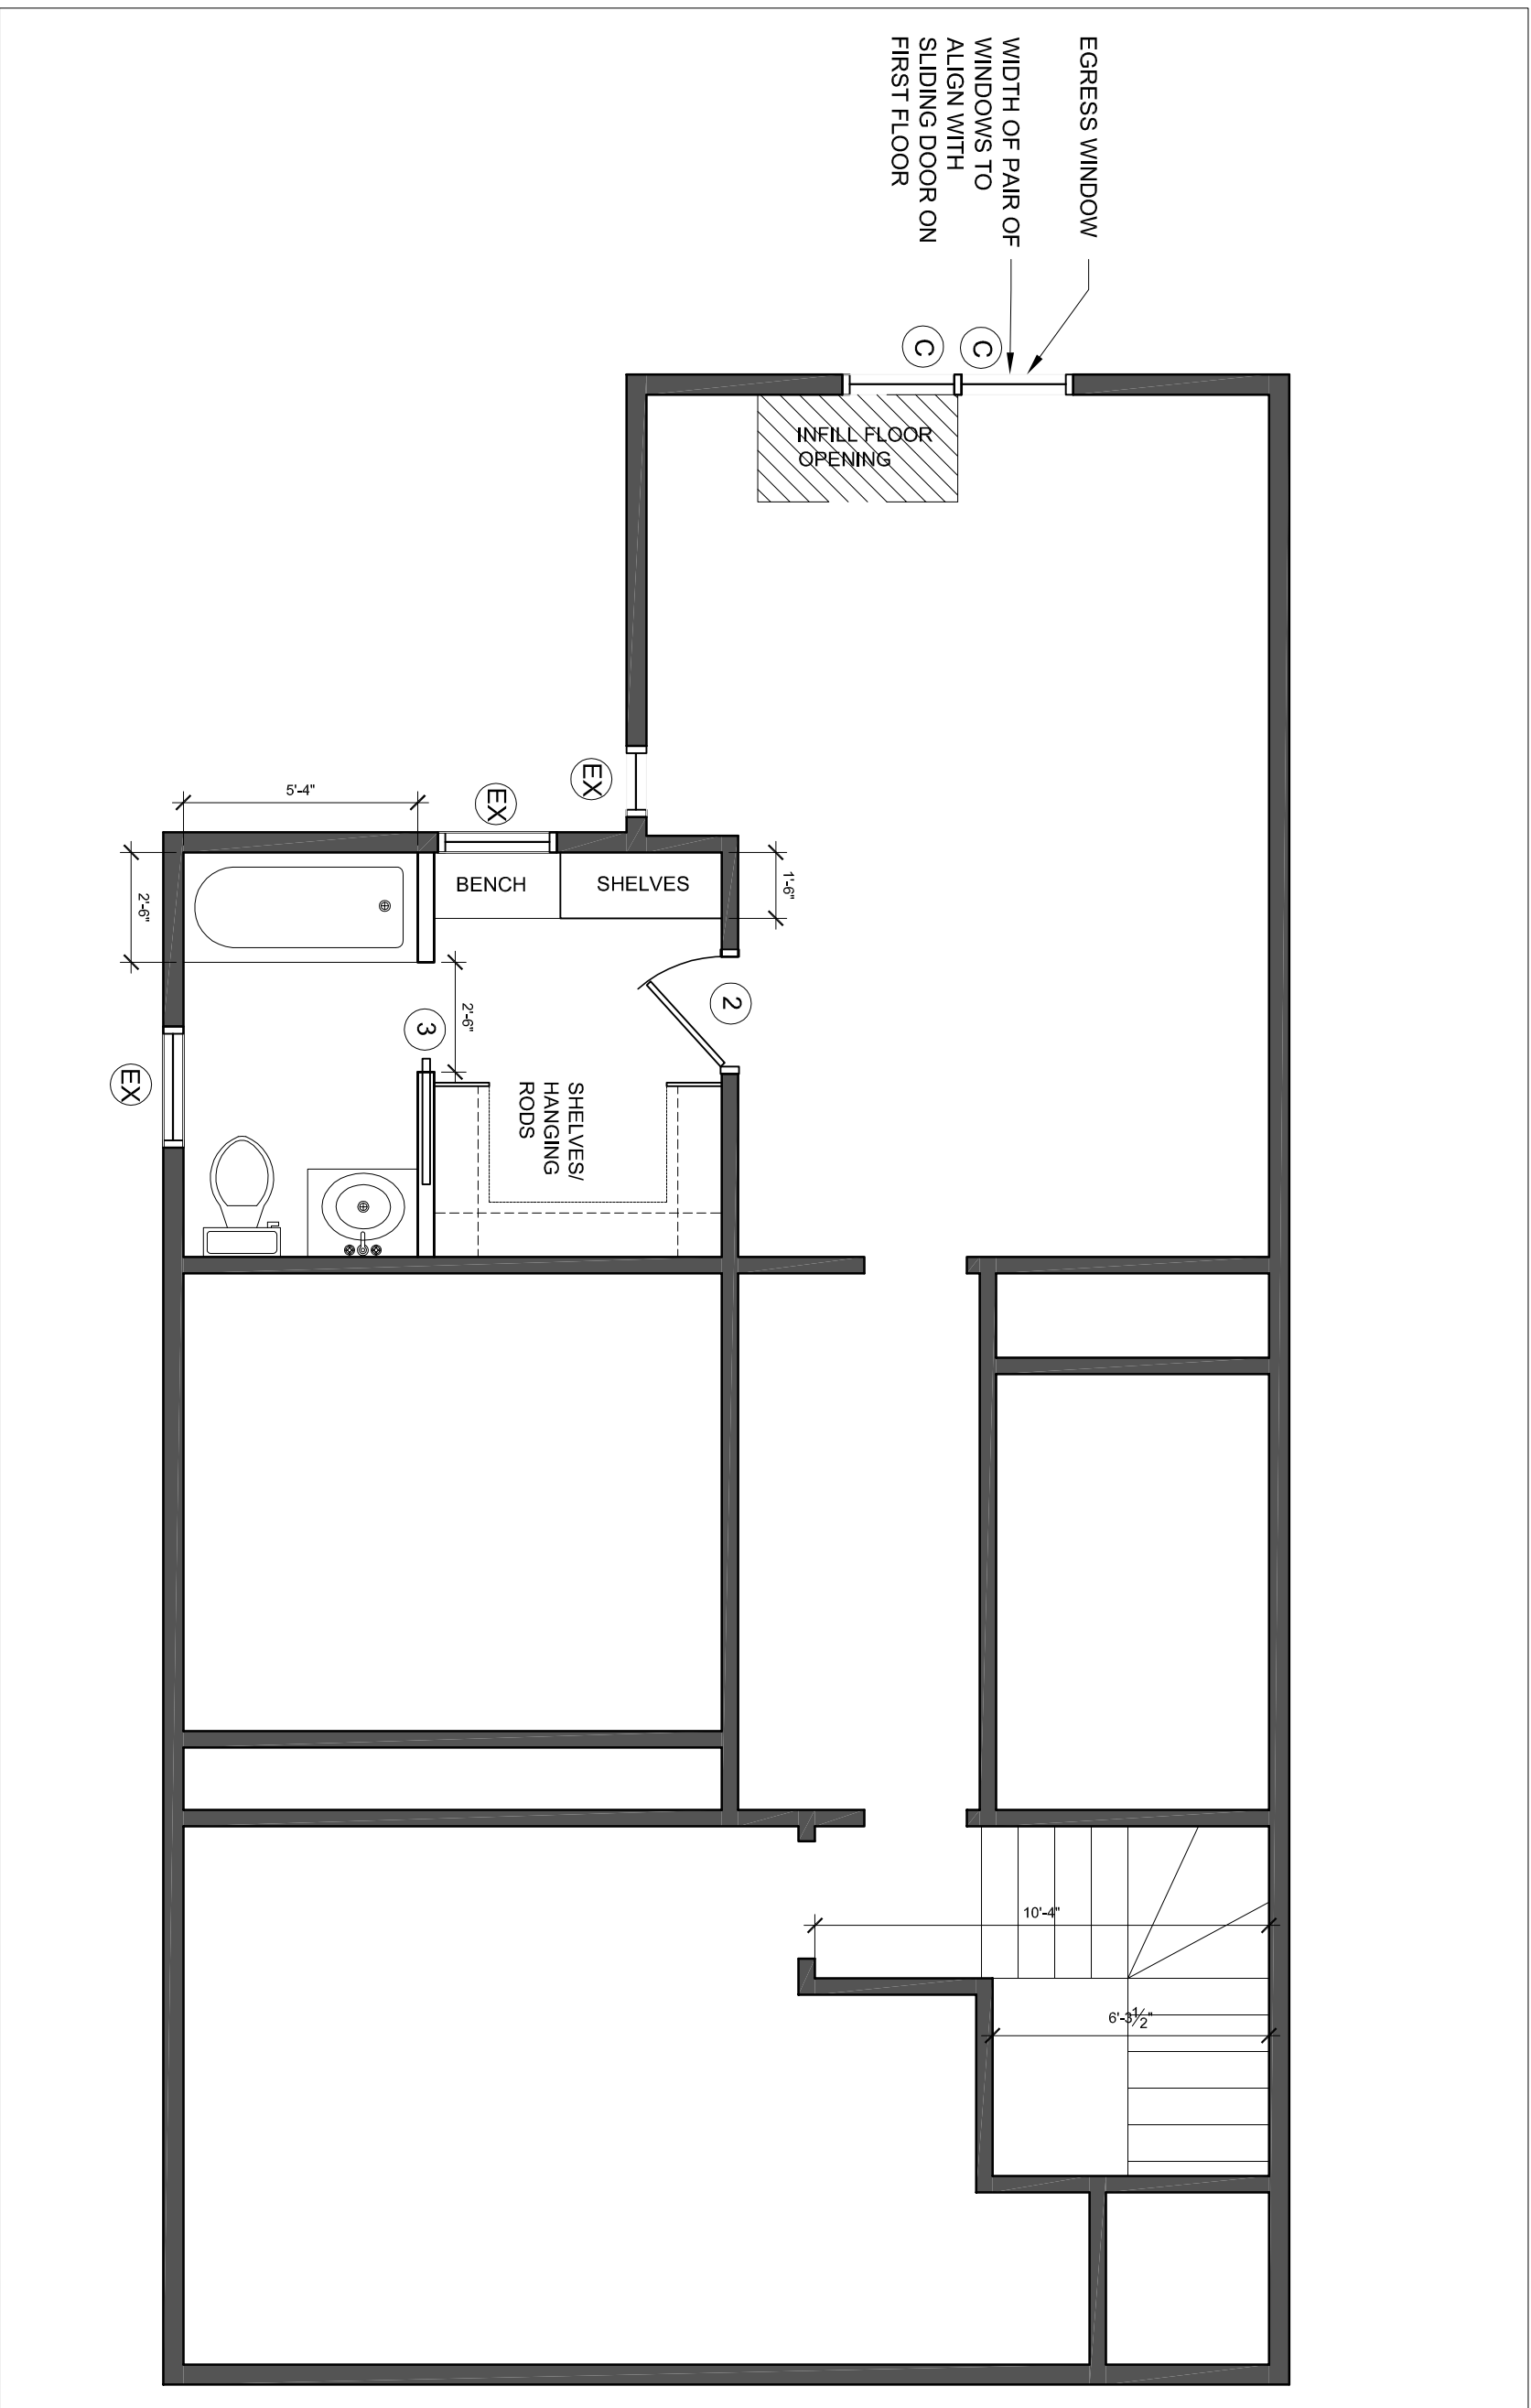 EGRESS WINDOW
WIDTH OF PAIR OF
WINDOWS TO
ALIGN WITH
SLIDING DOOR ON
FIRST FLOOR
C
C
INFILL FLOOR
OPENING
EX
EX
5'-4"
BENCH
SHELVES
1'-6"
2'-6"
2
2'-6"
3
EX
SHELVES/
HANGING
RODS
10'-4"
6'-3½"